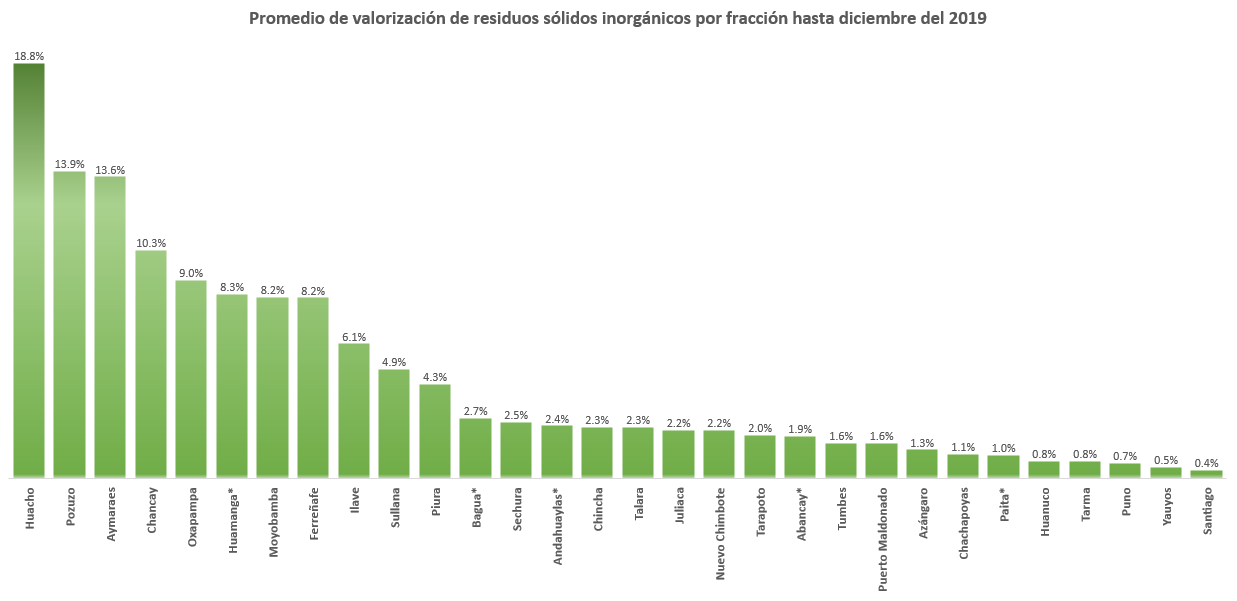 Promedio de valorización de residuos sólidos inorgánicos por fracción hasta diciembre del 2019
18.8%
13.9%
13.6%
10.3%
9.0%
8.3%
8.2%
8.2%
6.1%
4.9%
4.3%
2.7%
2.5%
2.4%
2.3%
2.3%
2.2%
2.2%
2.0%
1.9%
1.6%
1.6%
1.3%
1.1%
1.0%
0.8%
0.8%
0.7%
0.5%
0.4%
Huacho
Pozuzo
Aymaraes
Chancay
Oxapampa
Huamanga*
Moyobamba
Ferreñafe
Ilave
Sullana
Piura
Bagua*
Sechura
Andahuaylas*
Chincha
Talara
Juliaca
Nuevo Chimbote
Tarapoto
Abancay*
Tumbes
Puerto Maldonado
Azángaro
Chachapoyas
Paita*
Huanuco
Tarma
Puno
Yauyos
Santiago